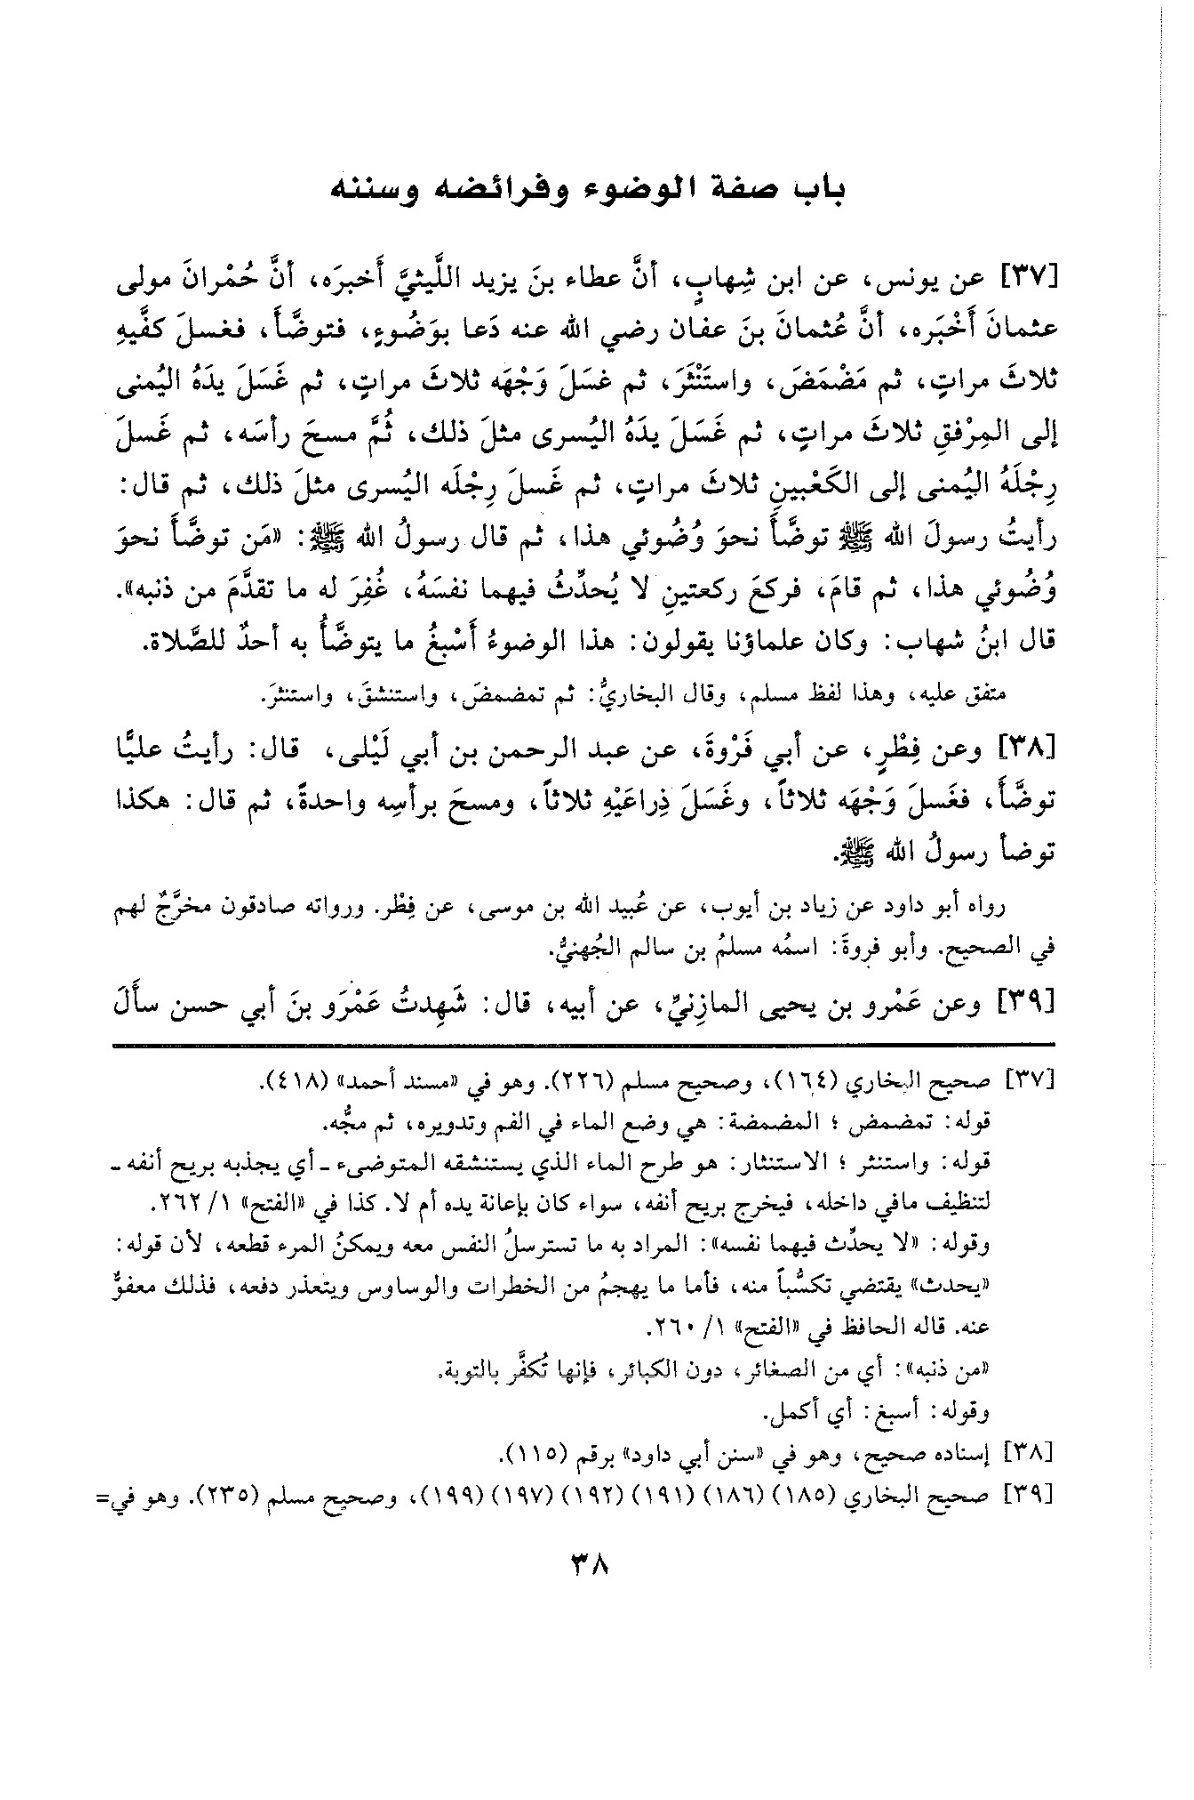 باب صفة الوضوء وفرائضه وسننه
[٣٧] عن يونس، عن ابن شِهابٍ، أنَّ عطاء بنَ يزيد اللَّيثيَّ أَخبرَه، أنَّ حُمْرانَ مولى
عثمانَ أَخْبَره، أنَّ عُثمانَ بنَ عفان رضي الله عنه دَعا بوَضُوءٍ، فتوضَّأَ، فغسلَ كفَّيهِ
ثلاثَ مراتٍ، ثم مَضْمَضَ، واستَنْثَرَ، ثم غسَلَ وَجْهَه ثلاثَ مراتٍ، ثم غَسَلَ يدَهُ اليُمنى
إلى المِرْفقِ ثلاثَ مراتٍ، ثم غَسَلَ يدَهُ اليُسرى مثلَ ذلك، ثُمَّ مسحَ رأسَه، ثم غَسلَ
رِجْلَهُ اليُمنى إلى الكَعْبينِ ثلاثَ مراتٍ، ثم غَسلَ رِجْلَه اليُسرى مثلَ ذلك، ثم قال:
رأيتُ رسولَ الله ﷺ توضَّأَ نحوَ وُضُوئي هذا، ثم قال رسولُ الله ﷺ: «مَن توضَّأَ نحوَ
وُضُوئي هذا، ثم قامَ، فركعَ ركعتينِ لا يُحدِّثُ فيهما نفسَهُ، غُفِرَ له ما تقدَّمَ من ذنبه».
قال ابنُ شهاب: وكان علماؤنا يقولون: هذا الوضوءُ أَسْبغُ ما يتوضَّأُ به أحدٌ للصَّلاة.
متفق عليه، وهذا لفظ مسلم، وقال البخاريُّ: ثم تمضمضَ، واستنشقَ، واستنثرَ.
[٣٨] وعن فِطْرٍ، عن أبي فَرْوةَ، عن عبد الرحمن بن أبي لَيْلى، قال: رأيتُ عليًّا
توضَّأَ، فغَسلَ وَجْهَه ثلاثاً، وغَسَلَ ذِراعَيْهِ ثلاثاً، ومسحَ برأسِه واحدةً، ثم قال: هكذا
توضأ رسولُ الله ﷺ.
رواه أبو داود عن زياد بن أيوب، عن عُبيد الله بن موسى، عن فِطْر. ورواته صادقون مخرَّجٌ لهم
في الصحيح. وأبو فروةَ: اسمُه مسلمُ بن سالم الجُهنيُّ.
[٣٩] وعن عَمْرو بن يحيى المازِنيِّ، عن أبيه، قال: شَهِدتُ عَمْرَو بنَ أبي حسن سأَلَ
[٣٧] صحيح البخاري (١٦٤)، وصحيح مسلم (٢٢٦). وهو في «مسند أحمد» (٤١٨).
قوله: تمضمض؛ المضمضة: هي وضع الماء في الفم وتدويره، ثم مجُّه.
قوله: واستنثر؛ الاستنثار: هو طرح الماء الذي يستنشقه المتوضىء ـ أي يجذبه بريح أنفه ـ
لتنظيف مافي داخله، فيخرج بريح أنفه، سواء كان بإعانة يده أم لا. كذا في «الفتح» ١/ ٢٦٢.
وقوله: «لا يحدِّث فيهما نفسه»: المراد به ما تسترسلُ النفس معه ويمكنُ المرء قطعه، لأن قوله:
«يحدث» يقتضي تكسُّباً منه، فأما ما يهجمُ من الخطرات والوساوس ويتعذر دفعه، فذلك معفوٌّ
عنه. قاله الحافظ في «الفتح» ١/ ٢٦٠.
«من ذنبه»: أي من الصغائر، دون الكبائر، فإنها تُكفَّر بالتوبة.
وقوله: أسبغ: أي أكمل.
[٣٨] إسناده صحيح، وهو في «سنن أبي داود» برقم (١١٥).
[٣٩] صحيح البخاري (١٨٥) (١٨٦) (١٩١) (١٩٢) (١٩٧) (١٩٩)، وصحيح مسلم (٢٣٥). وهو في=
٣٨